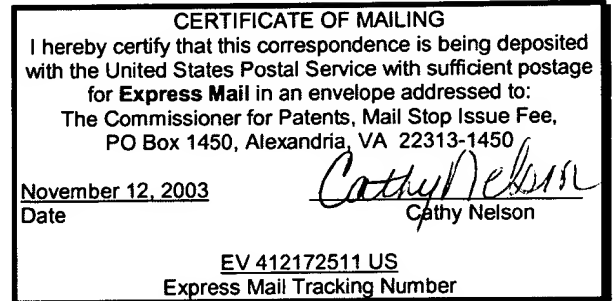 CERTIFICATE OF MAILING
I hereby certify that this correspondence is being deposited
with the United States Postal Service with sufficient postage
for Express Mail in an envelope addressed to:
The Commissioner for Patents, Mail Stop Issue Fee,
PO Box 1450, Alexandria, VA 22313-1450
November 12, 2003 Cathy Nelson
Date Cathy Nelson
EV 412172511 US
Express Mail Tracking Number